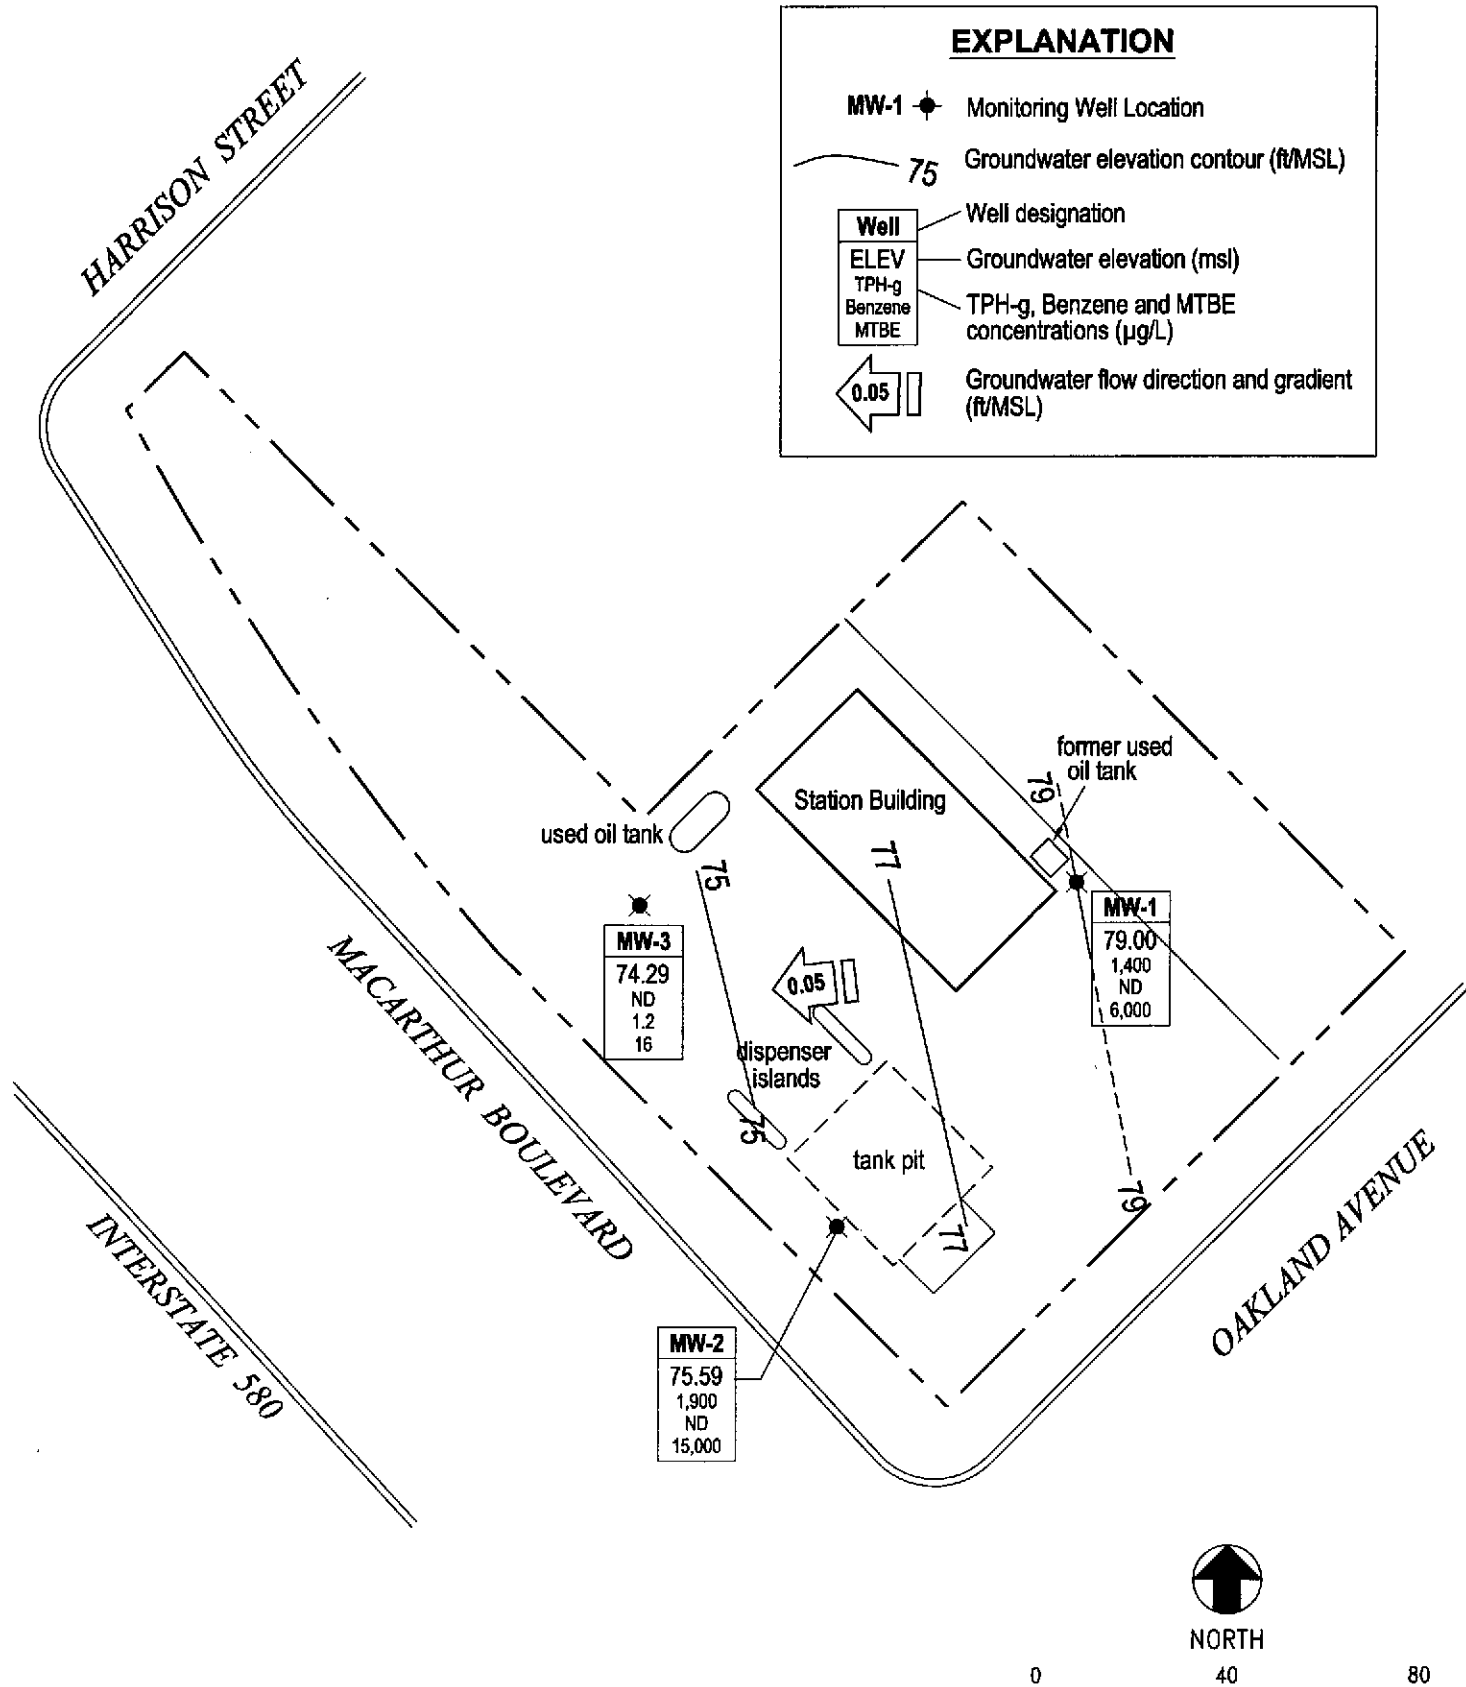 EXPLANATION
MW-1 Monitoring Well Location
75 Groundwater elevation contour (ft/MSL)
Well
ELEV
TPH-g
Benzene
MTBE
Well designation
Groundwater elevation (msl)
TPH-g, Benzene and MTBE
concentrations (µg/L)
0.05
Groundwater flow direction and gradient
(ft/MSL)
HARRISON STREET
former used
oil tank
79
Station Building
used oil tank
75
77
MW-1
79.00
1,400
ND
6,000
MW-3
74.29
ND
1.2
16
0.05
dispenser
islands
75
tank pit
79
77
MACARTHUR BOULEVARD
INTERSTATE 580
OAKLAND AVENUE
MW-2
75.59
1,900
ND
15,000
NORTH
0 40 80